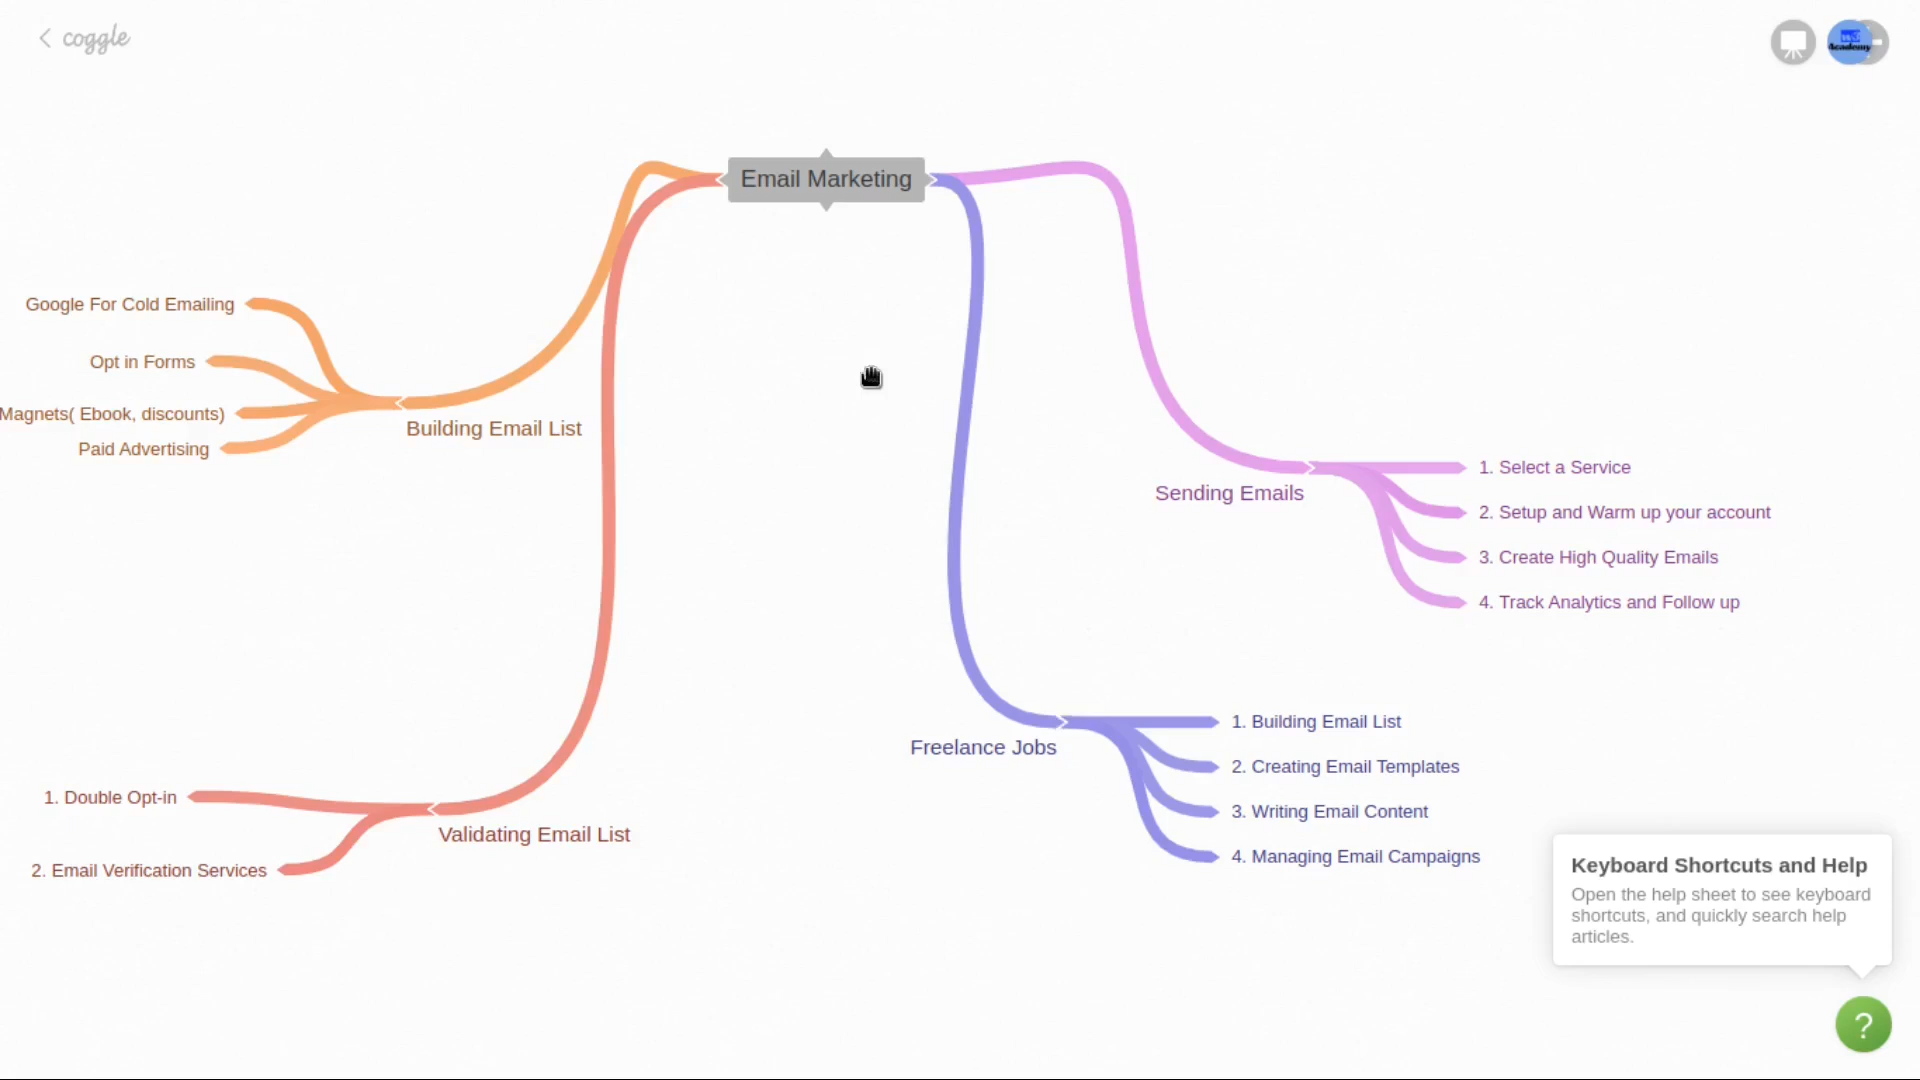 coggle
Academy
Email Marketing
Google For Cold Emailing
Opt in Forms
Magnets( Ebook, discounts)
Paid Advertising
Building Email List
Sending Emails
1. Select a Service
2. Setup and Warm up your account
3. Create High Quality Emails
4. Track Analytics and Follow up
Freelance Jobs
1. Building Email List
2. Creating Email Templates
3. Writing Email Content
4. Managing Email Campaigns
1. Double Opt-in
2. Email Verification Services
Validating Email List
Keyboard Shortcuts and Help
Open the help sheet to see keyboard
shortcuts, and quickly search help
articles.
?